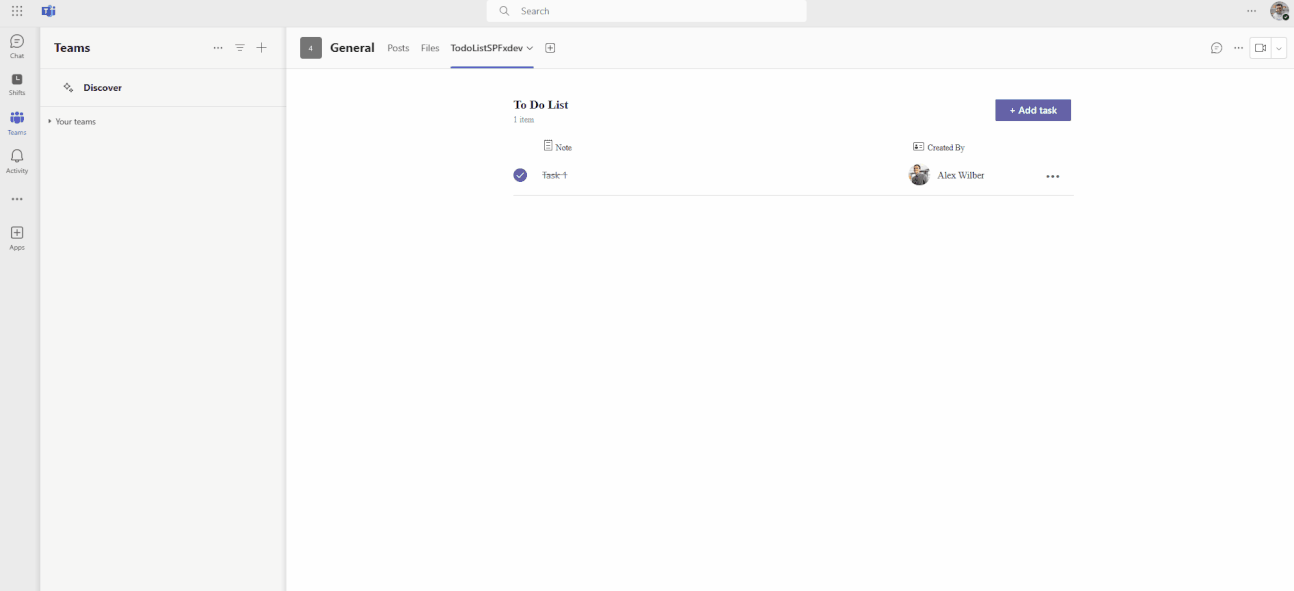 Search
Chat
Shifts
Teams
Activity
Apps
Teams
Discover
Your teams
4
General
Posts
Files
TodoListSPFxdev
To Do List
1 item
+ Add task
Note
Created By
Task 1
Alex Wilber